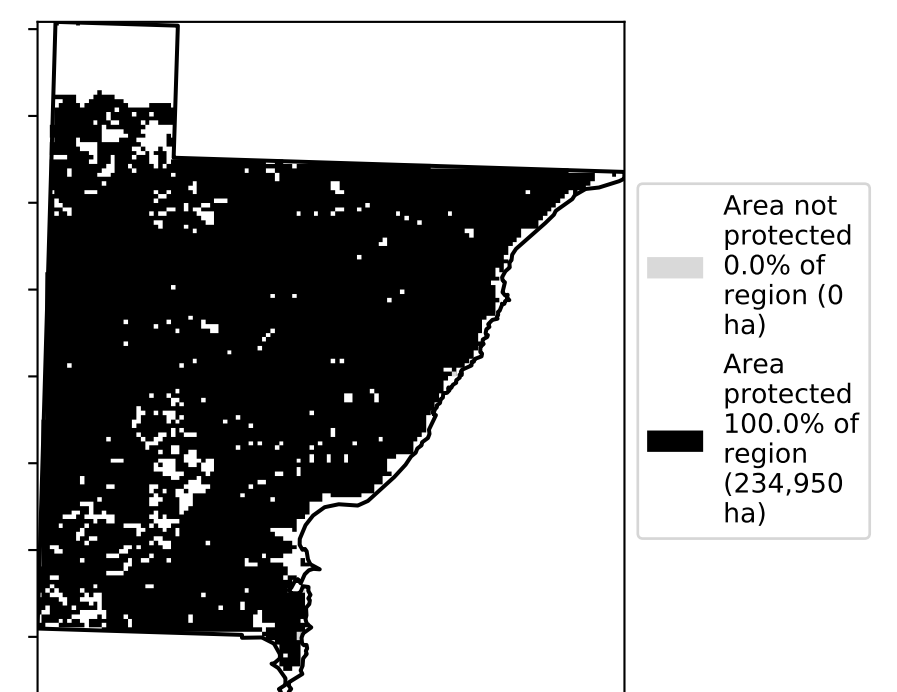 Area not
protected
0.0% of
region (0
ha)
Area
protected
100.0% of
region
(234,950
ha)